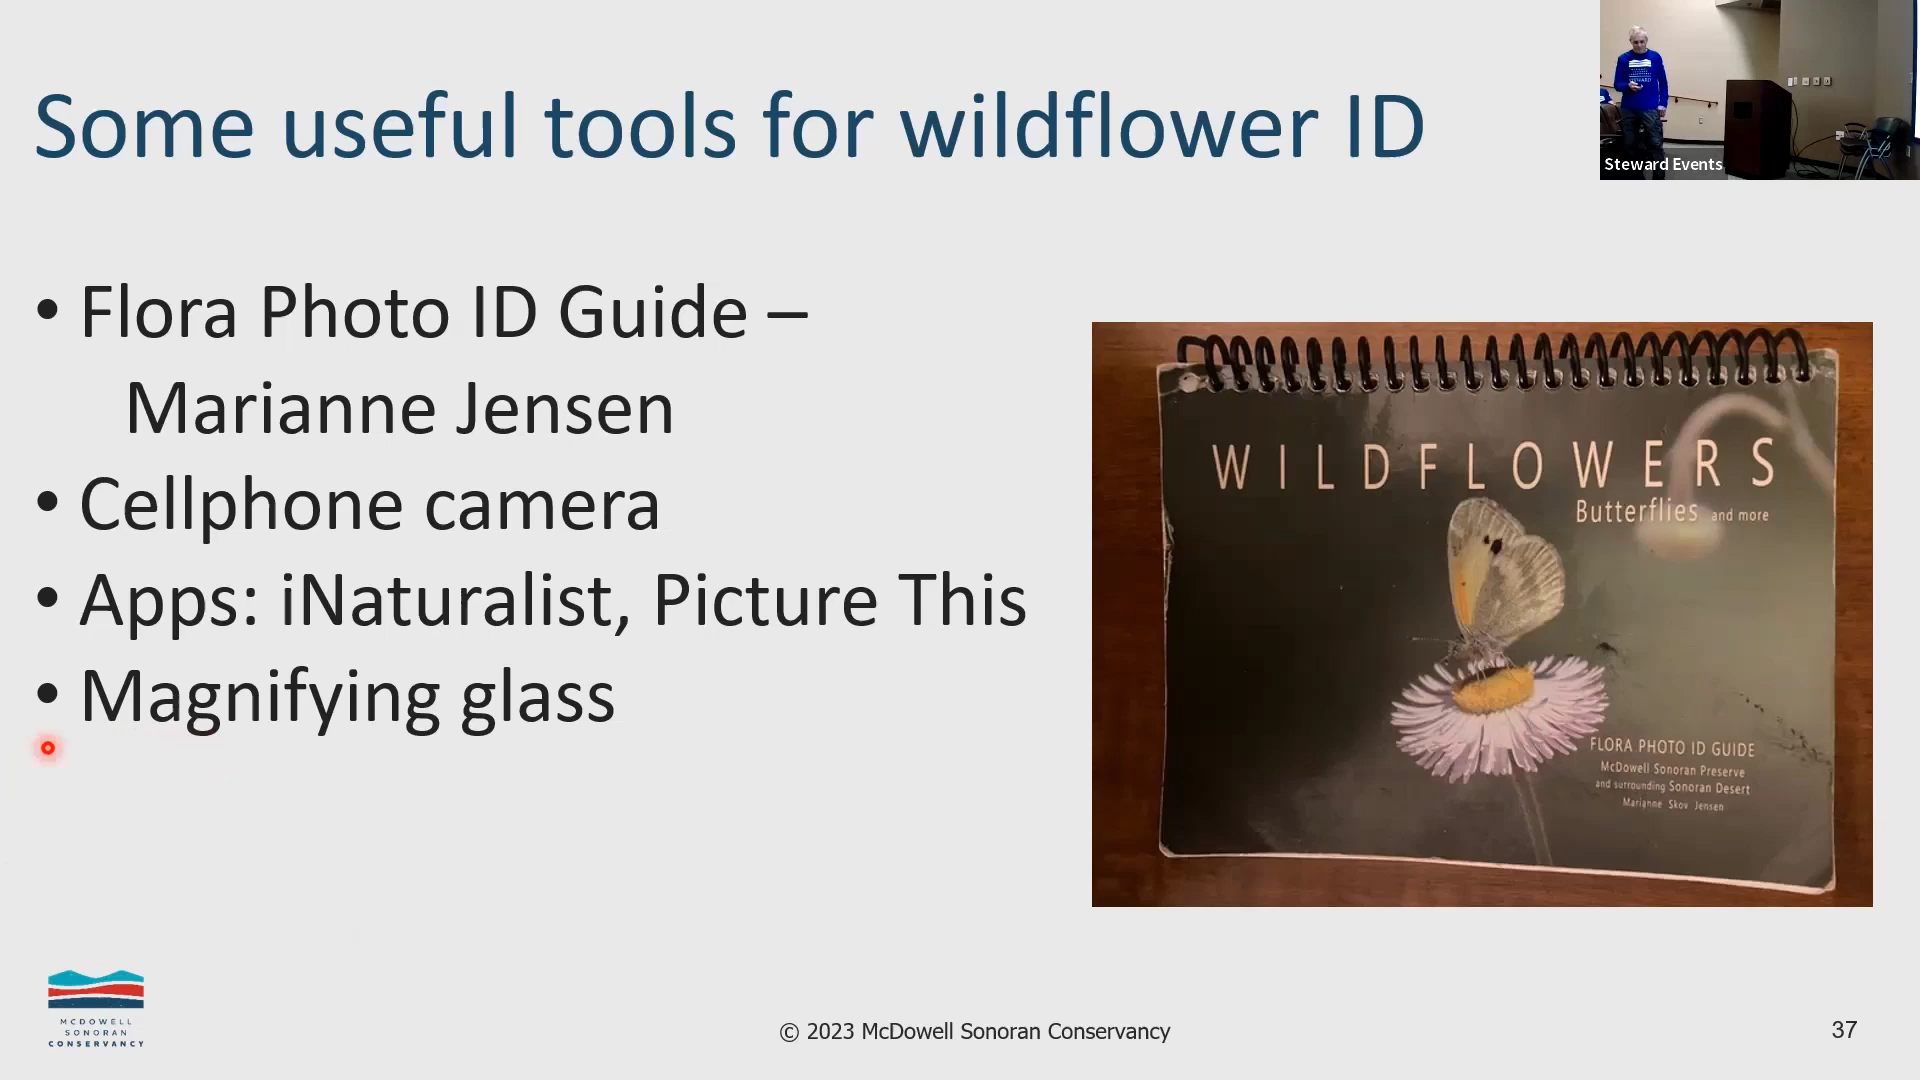 Some useful tools for wildflower ID
Steward Events
• Flora Photo ID Guide –
Marianne Jensen
• Cellphone camera
• Apps: iNaturalist, Picture This
• Magnifying glass
WILDFLOWERS
Butterflies and more
FLORA PHOTO ID GUIDE
McDowell Sonoran Preserve
and surrounding Sonoran Desert
Marianne Skov Jensen
MCDOWELL
SONORAN
CONSERVANCY
© 2023 McDowell Sonoran Conservancy
37